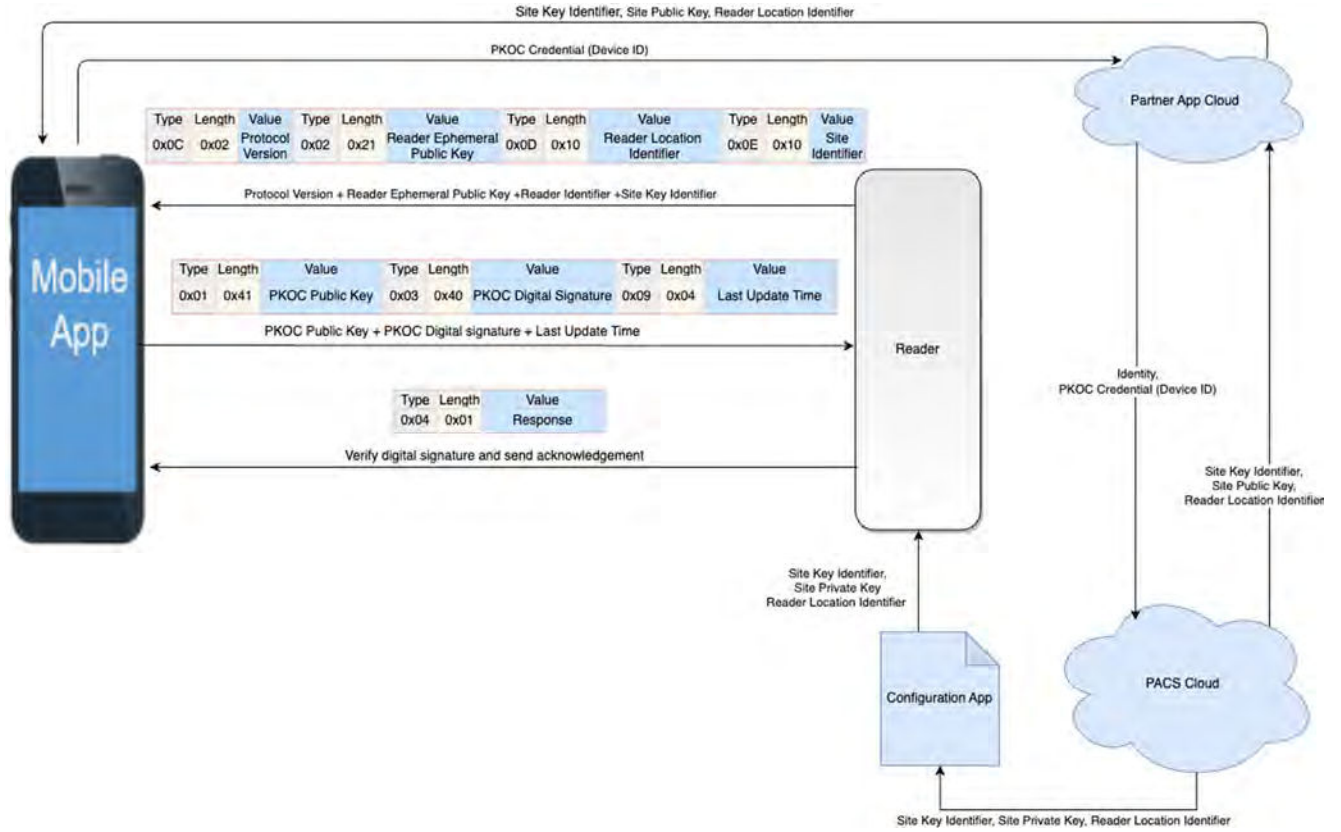 Site Key Identifier, Site Public Key, Reader Location Identifier
PKOC Credential (Device ID)
Partner App Cloud
Type Length Value Type Length Value Type Length Value Type Length Value
0x0C 0x02 Protocol Version 0x02 0x21 Reader Ephemeral Public Key 0x0D 0x10 Reader Location Identifier 0x0E 0x10 Site Identifier
Protocol Version + Reader Ephemeral Public Key +Reader Identifier +Site Key Identifier
Mobile
App
Type Length Value Type Length Value Type Length Value
0x01 0x41 PKOC Public Key 0x03 0x40 PKOC Digital Signature 0x09 0x04 Last Update Time
PKOC Public Key + PKOC Digital signature + Last Update Time
Reader
Identity,
PKOC Credential (Device ID)
Type Length Value
0x04 0x01 Response
Verify digital signature and send acknowledgement
Site Key Identifier,
Site Public Key,
Reader Location Identifier
Site Key Identifier,
Site Private Key
Reader Location Identifier
Configuration App
PACS Cloud
Site Key Identifier, Site Private Key, Reader Location Identifier